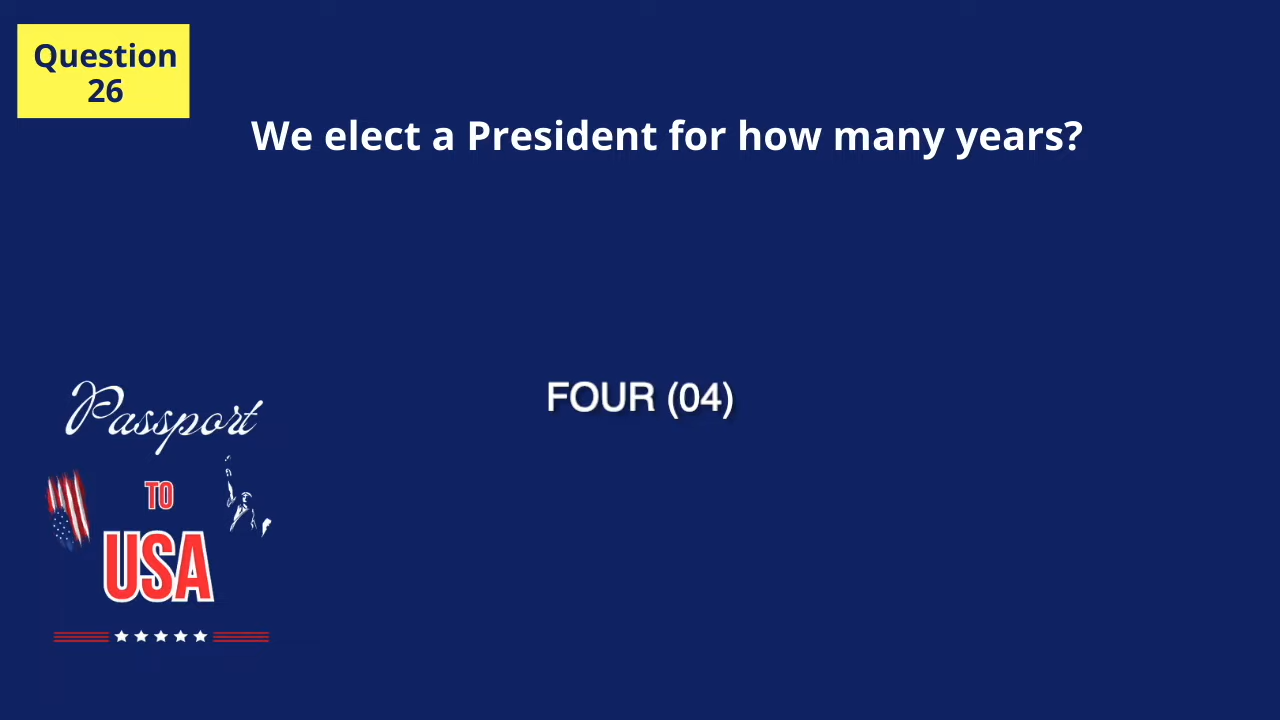 Question
26
We elect a President for how many years?
FOUR (04)
Passport
TO
USA